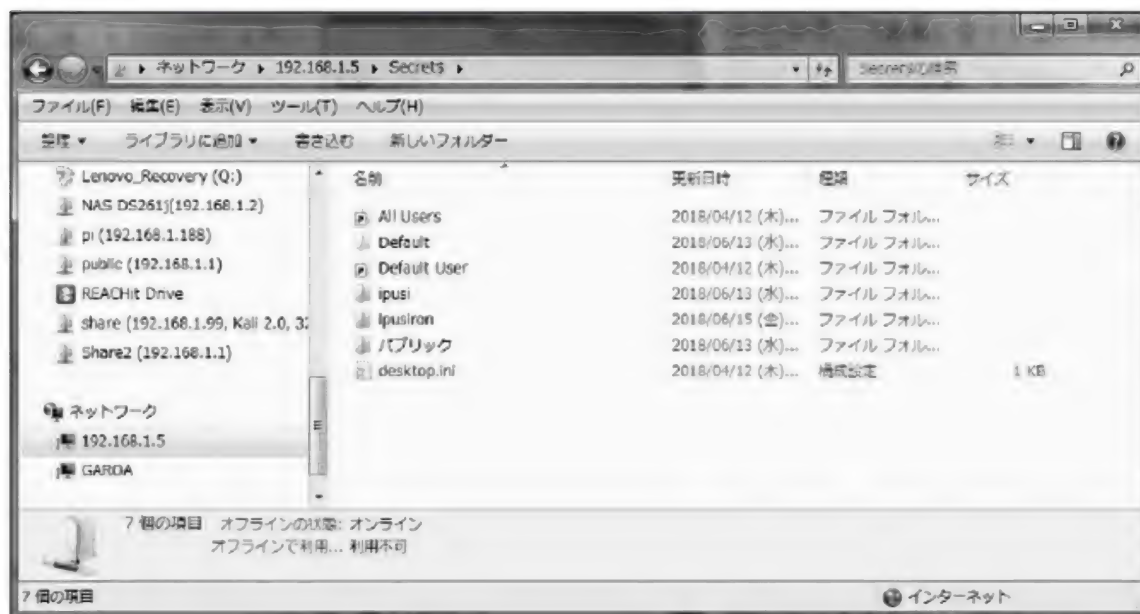 ネットワーク ▸ 192.168.1.5 ▸ Secrets ▸
Secretsの検索
ファイル(F) 編集(E) 表示(V) ツール(T) ヘルプ(H)
整理 ▾ ライブラリに追加 ▾ 書き込む 新しいフォルダー
Lenovo_Recovery (Q:)
NAS DS261j(192.168.1.2)
pi (192.168.1.188)
public (192.168.1.1)
REACHit Drive
share (192.168.1.99, Kali 2.0, 32
Share2 (192.168.1.1)
ネットワーク
192.168.1.5
GARDA
名前 更新日時 種類 サイズ
All Users 2018/04/12 (木)... ファイル フォル...
Default 2018/06/13 (水)... ファイル フォル...
Default User 2018/04/12 (木)... ファイル フォル...
ipusi 2018/06/13 (水)... ファイル フォル...
Ipusiron 2018/06/15 (金)... ファイル フォル...
パブリック 2018/06/13 (水)... ファイル フォル...
desktop.ini 2018/04/12 (木)... 構成設定 1 KB
7 個の項目 オフラインの状態: オンライン
オフラインで利用... 利用不可
7 個の項目 インターネット